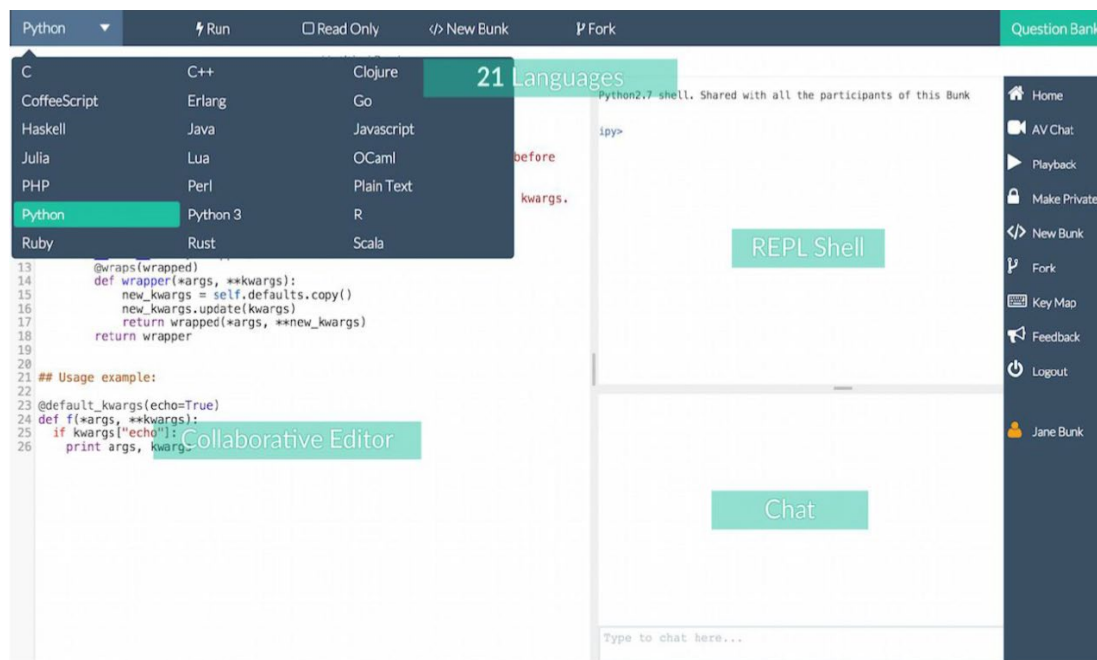 Python
Run
Read Only
</> New Bunk
Fork
Question Bank
C C++ Clojure
CoffeeScript Erlang Go
Haskell Java Javascript
Julia Lua OCaml
PHP Perl Plain Text
Python Python 3 R
Ruby Rust Scala
21 Languages
before
kwargs.
13 @wraps(wrapped)
14 def wrapper(*args, **kwargs):
15 new_kwargs = self.defaults.copy()
16 new_kwargs.update(kwargs)
17 return wrapped(*args, **new_kwargs)
18 return wrapper
19
20
21 ## Usage example:
22
23 @default_kwargs(echo=True)
24 def f(*args, **kwargs):
25 if kwargs["echo"]:
26 print args, kwargs
Collaborative Editor
Python2.7 shell. Shared with all the participants of this Bunk
ipy>
REPL Shell
Chat
Type to chat here...
Home
AV Chat
Playback
Make Private
</> New Bunk
Fork
Key Map
Feedback
Logout
Jane Bunk